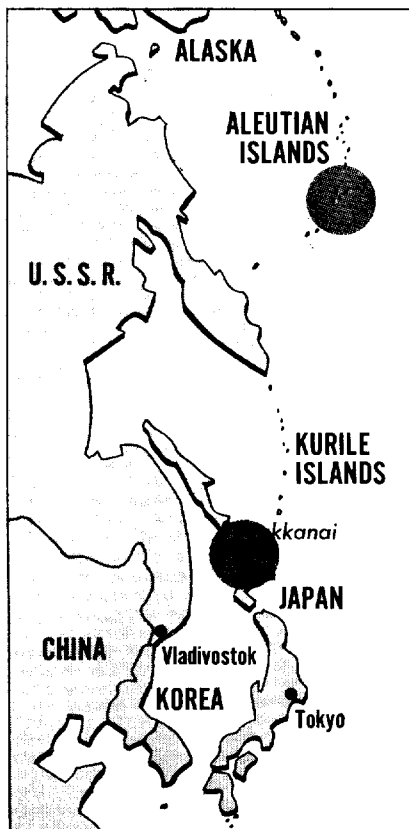 ALASKA
ALEUTIAN
ISLANDS
U. S. S. R.
KURILE
ISLANDS
kkanai
JAPAN
CHINA
Vladivostok
KOREA
Tokyo